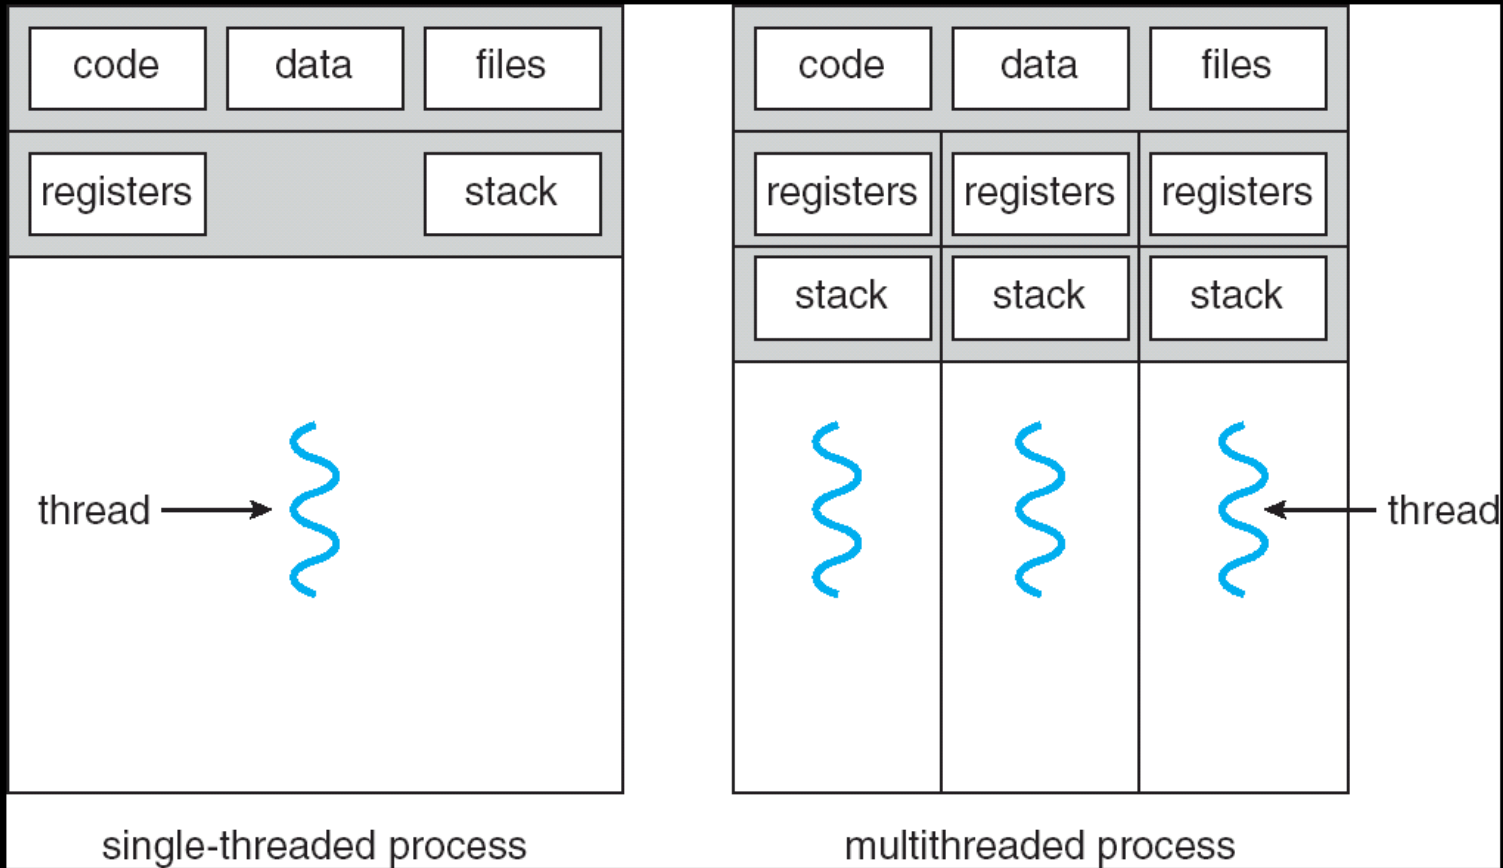 code data files
registers stack
thread
single-threaded process
code data files
registers registers registers
stack stack stack
thread
multithreaded process